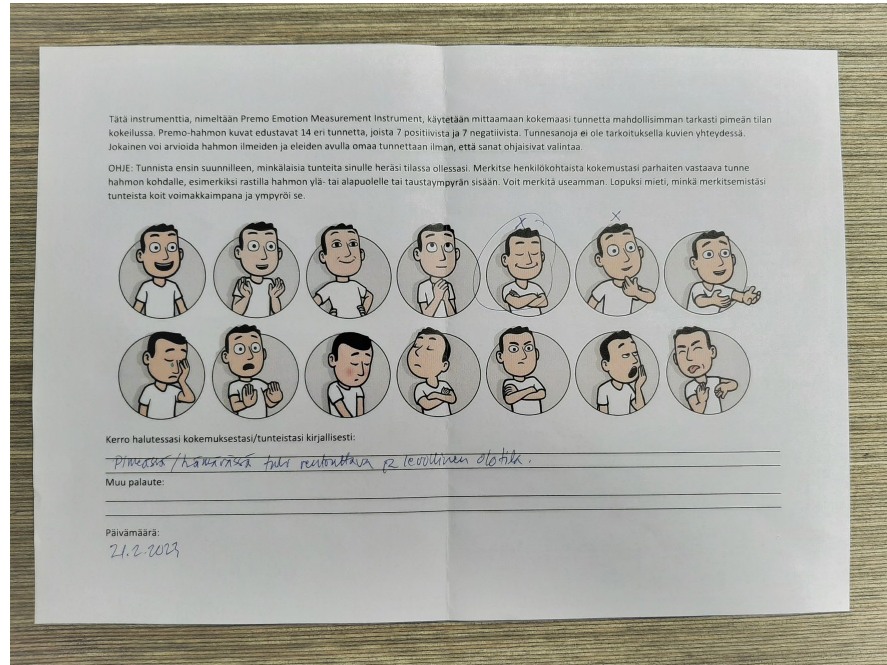 Tätä instrumenttia, nimeltään Premo Emotion Measurement Instrument, käytetään mittaamaan kokemaasi tunnetta mahdollisimman tarkasti pimeän tilan
kokeilussa. Premo-hahmon kuvat edustavat 14 eri tunnetta, joista 7 positiivista ja 7 negatiivista. Tunnesanoja ei ole tarkoituksella kuvien yhteydessä.
Jokainen voi arvioida hahmon ilmeiden ja eleiden avulla omaa tunnettaan ilman, että sanat ohjaisivat valintaa.
OHJE: Tunnista ensin suunnilleen, minkälaisia tunteita sinulle heräsi tilassa ollessasi. Merkitse henkilökohtaista kokemustasi parhaiten vastaava tunne
hahmon kohdalle, esimerkiksi rastilla hahmon ylä- tai alapuolelle tai taustaympyrän sisään. Voit merkitä useamman. Lopuksi mieti, minkä merkitsemistäsi
tunteista koit voimakkaimpana ja ympyröi se.
x x
Kerro halutessasi kokemuksestasi/tunteistasi kirjallisesti:
Pimeässä/hämärässä tuli rentouttava ja levollinen olotila.
Muu palaute:
Päivämäärä:
21.2.2023